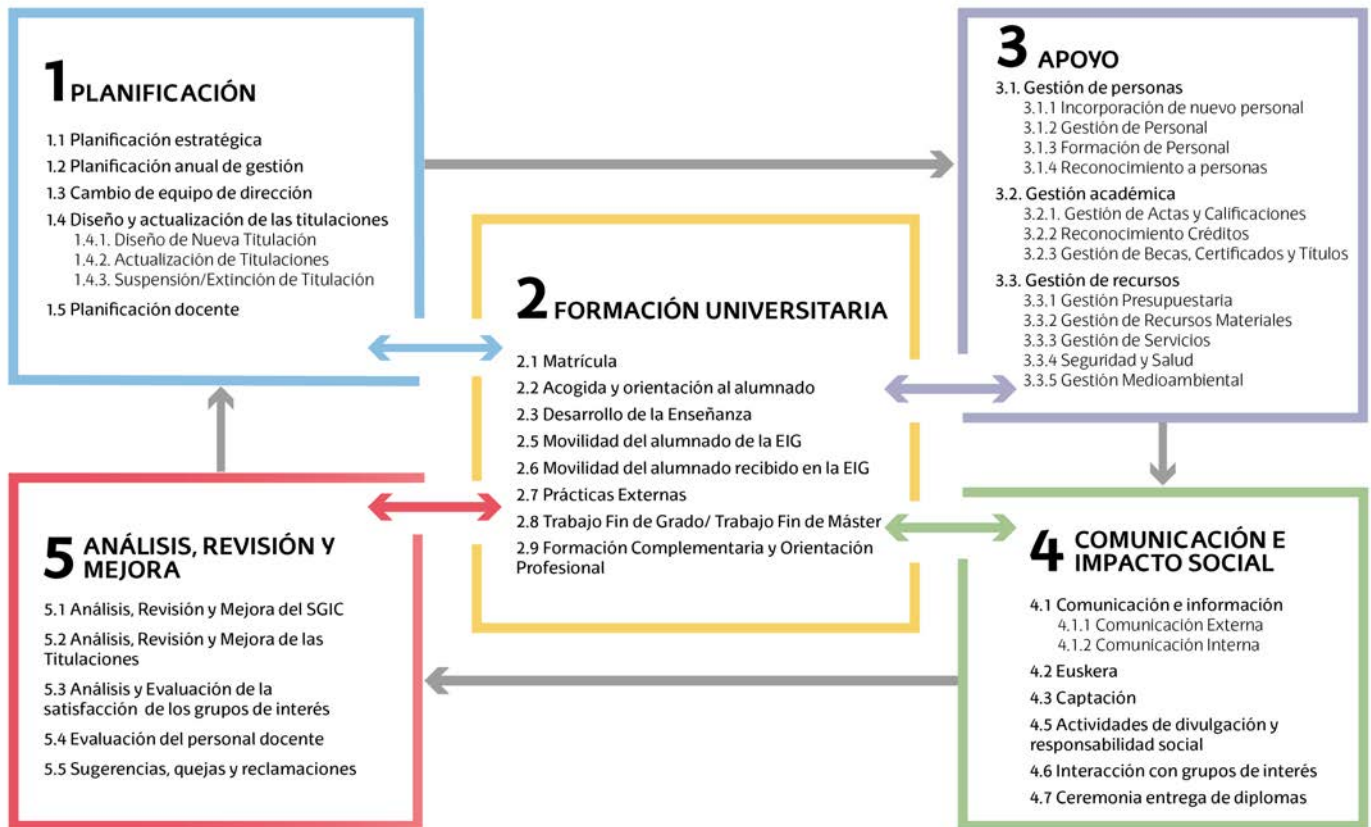 1 PLANIFICACIÓN
1.1 Planificación estratégica
1.2 Planificación anual de gestión
1.3 Cambio de equipo de dirección
1.4 Diseño y actualización de las titulaciones
1.4.1. Diseño de Nueva Titulación
1.4.2. Actualización de Titulaciones
1.4.3. Suspensión/Extinción de Titulación
1.5 Planificación docente
2 FORMACIÓN UNIVERSITARIA
2.1 Matrícula
2.2 Acogida y orientación al alumnado
2.3 Desarrollo de la Enseñanza
2.5 Movilidad del alumnado de la EIG
2.6 Movilidad del alumnado recibido en la EIG
2.7 Prácticas Externas
2.8 Trabajo Fin de Grado/ Trabajo Fin de Máster
2.9 Formación Complementaria y Orientación
Profesional
3 APOYO
3.1. Gestión de personas
3.1.1 Incorporación de nuevo personal
3.1.2 Gestión de Personal
3.1.3 Formación de Personal
3.1.4 Reconocimiento a personas
3.2. Gestión académica
3.2.1. Gestión de Actas y Calificaciones
3.2.2 Reconocimiento Créditos
3.2.3 Gestión de Becas, Certificados y Títulos
3.3. Gestión de recursos
3.3.1 Gestión Presupuestaria
3.3.2 Gestión de Recursos Materiales
3.3.3 Gestión de Servicios
3.3.4 Seguridad y Salud
3.3.5 Gestión Medioambiental
4 COMUNICACIÓN E
IMPACTO SOCIAL
4.1 Comunicación e información
4.1.1 Comunicación Externa
4.1.2 Comunicación Interna
4.2 Euskera
4.3 Captación
4.5 Actividades de divulgación y
responsabilidad social
4.6 Interacción con grupos de interés
4.7 Ceremonia entrega de diplomas
5 ANÁLISIS, REVISIÓN Y
MEJORA
5.1 Análisis, Revisión y Mejora del SGIC
5.2 Análisis, Revisión y Mejora de las
Titulaciones
5.3 Análisis y Evaluación de la
satisfacción de los grupos de interés
5.4 Evaluación del personal docente
5.5 Sugerencias, quejas y reclamaciones